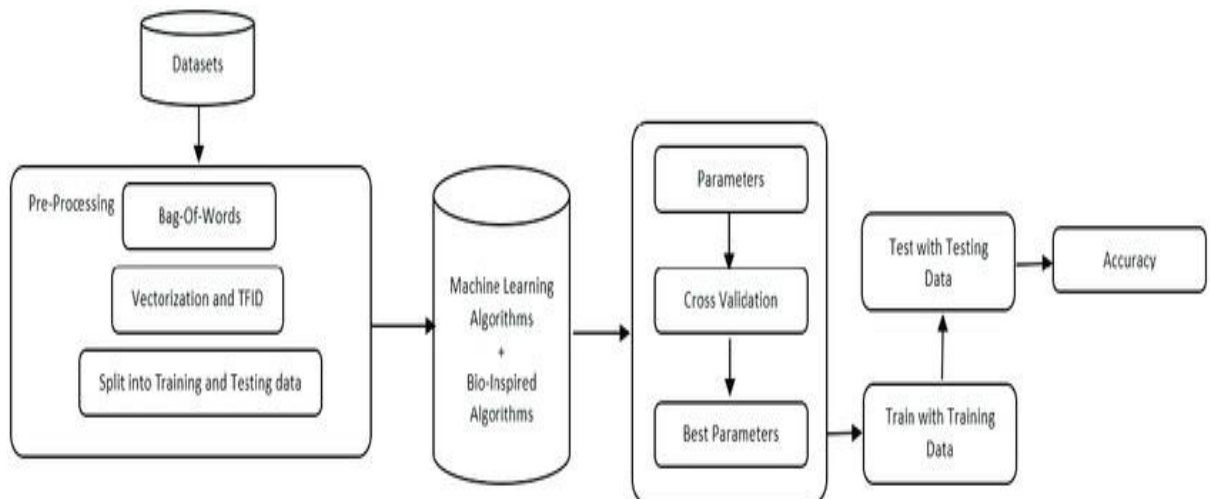 Datasets
Pre-Processing
Bag-Of-Words
Vectorization and TFID
Split into Training and Testing data
Machine Learning
Algorithms
+
Bio-Inspired
Algorithms
Parameters
Cross Validation
Best Parameters
Train with Training
Data
Test with Testing
Data
Accuracy